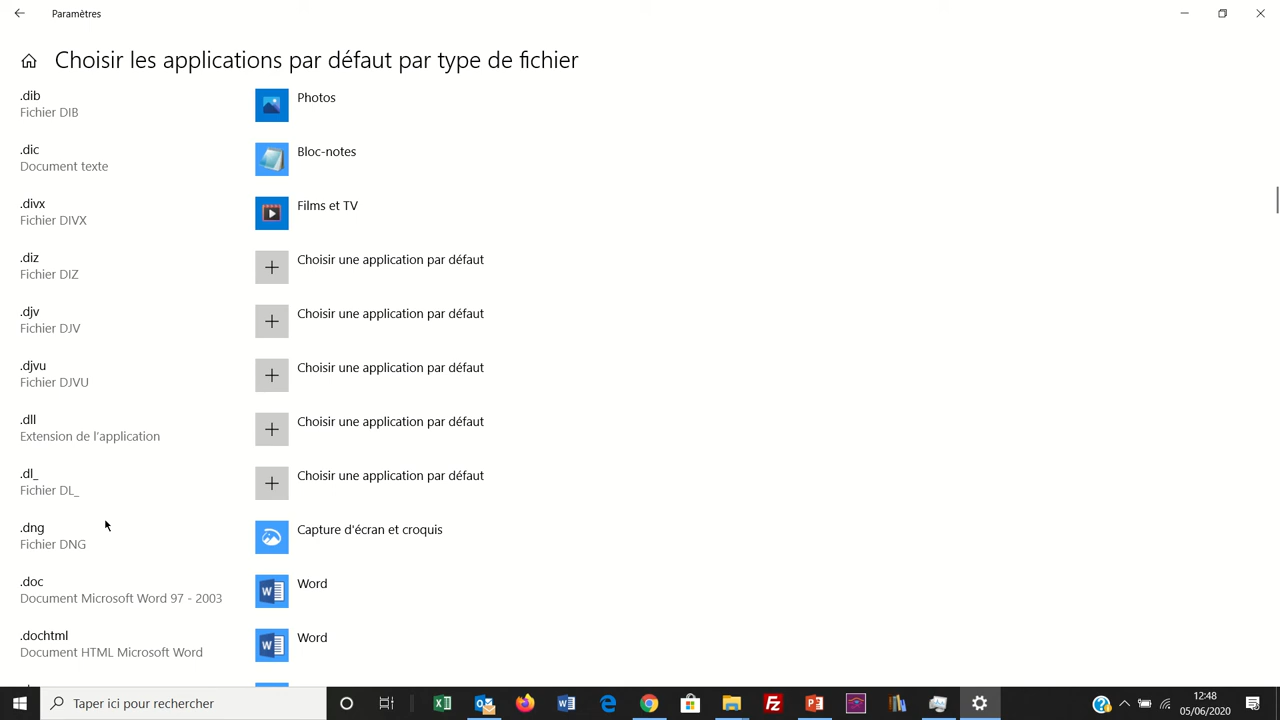 Paramètres
Choisir les applications par défaut par type de fichier
.dib
Fichier DIB
Photos
.dic
Document texte
Bloc-notes
.divx
Fichier DIVX
Films et TV
.diz
Fichier DIZ
Choisir une application par défaut
.djv
Fichier DJV
Choisir une application par défaut
.djvu
Fichier DJVU
Choisir une application par défaut
.dll
Extension de l'application
Choisir une application par défaut
.dl_
Fichier DL_
Choisir une application par défaut
.dng
Fichier DNG
Capture d'écran et croquis
.doc
Document Microsoft Word 97 - 2003
Word
.dochtml
Document HTML Microsoft Word
Word
Taper ici pour rechercher
12:48
05/06/2020